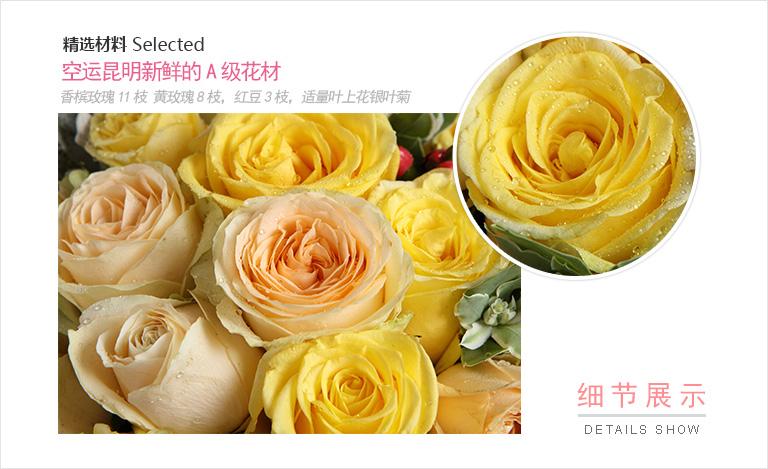 精选材料 Selected
空运昆明新鲜的 A 级花材
香槟玫瑰 11 枝 黄玫瑰 8 枝，红豆 3 枝，适量叶上花银叶菊
细节展示
DETAILS SHOW